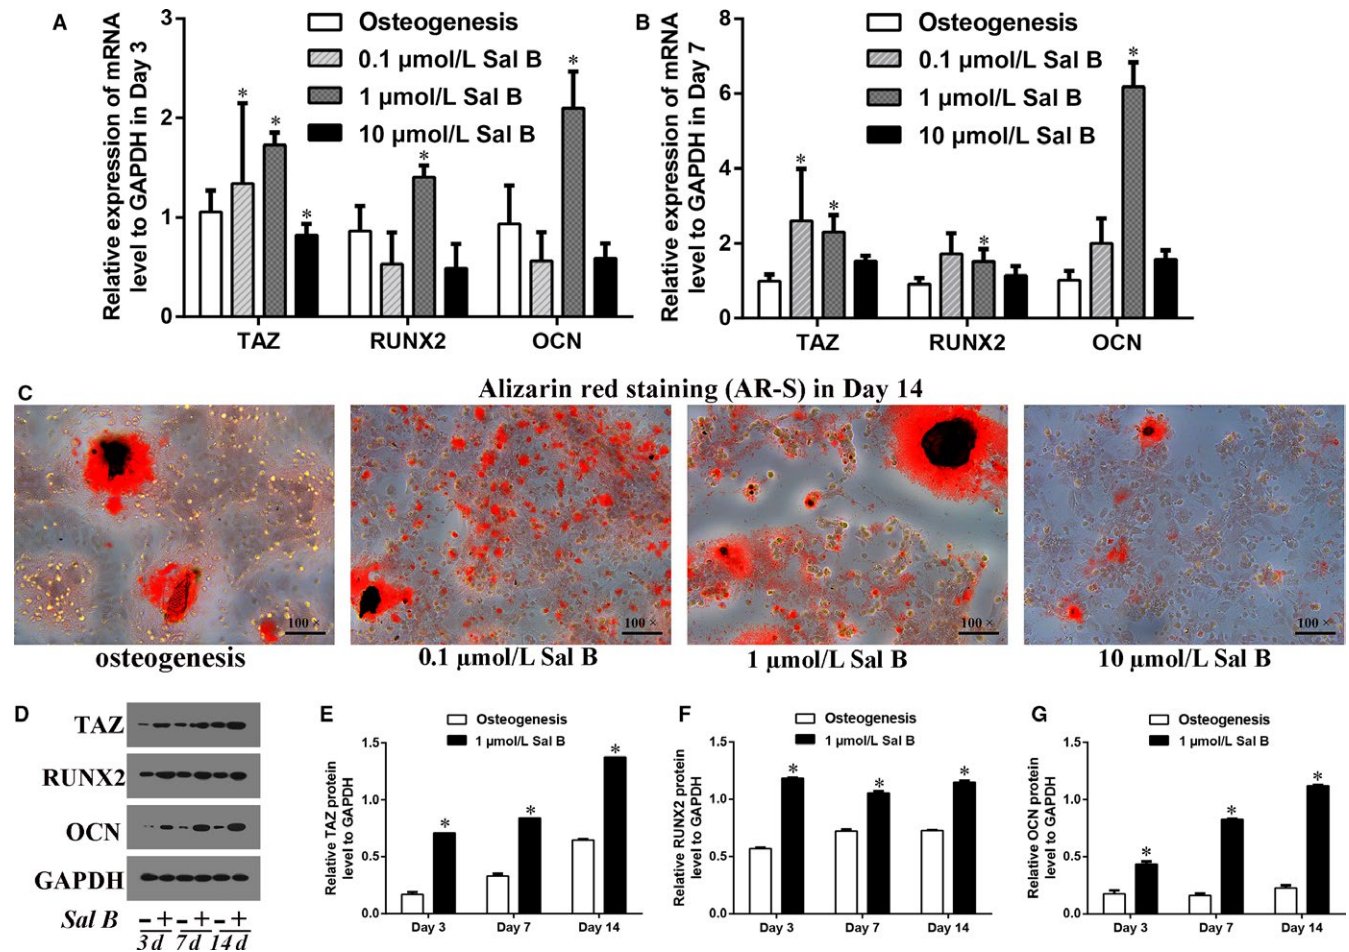 A
Relative expression of mRNA
level to GAPDH in Day 3
3
2
1
0
Osteogenesis
0.1 μmol/L Sal B
1 μmol/L Sal B
10 μmol/L Sal B
* * * * *
TAZ RUNX2 OCN
B
Relative expression of mRNA
level to GAPDH in Day 7
8
6
4
2
0
Osteogenesis
0.1 μmol/L Sal B
1 μmol/L Sal B
10 μmol/L Sal B
* * * *
TAZ RUNX2 OCN
C
Alizarin red staining (AR-S) in Day 14
100 × 100 × 100 × 100 ×
osteogenesis 0.1 μmol/L Sal B 1 μmol/L Sal B 10 μmol/L Sal B
D
TAZ
RUNX2
OCN
GAPDH
Sal B - + - + - +
3 d 7 d 14 d
E
Osteogenesis
1 μmol/L Sal B
Relative TAZ protein
level to GAPDH
1.5
1.0
0.5
0.0
* * *
Day 3 Day 7 Day 14
F
Osteogenesis
1 μmol/L Sal B
Relative RUNX2 protein
level to GAPDH
1.5
1.0
0.5
0.0
* * *
Day 3 Day 7 Day 14
G
Osteogenesis
1 μmol/L Sal B
Relative OCN protein
level to GAPDH
1.5
1.0
0.5
0.0
* * *
Day 3 Day 7 Day 14